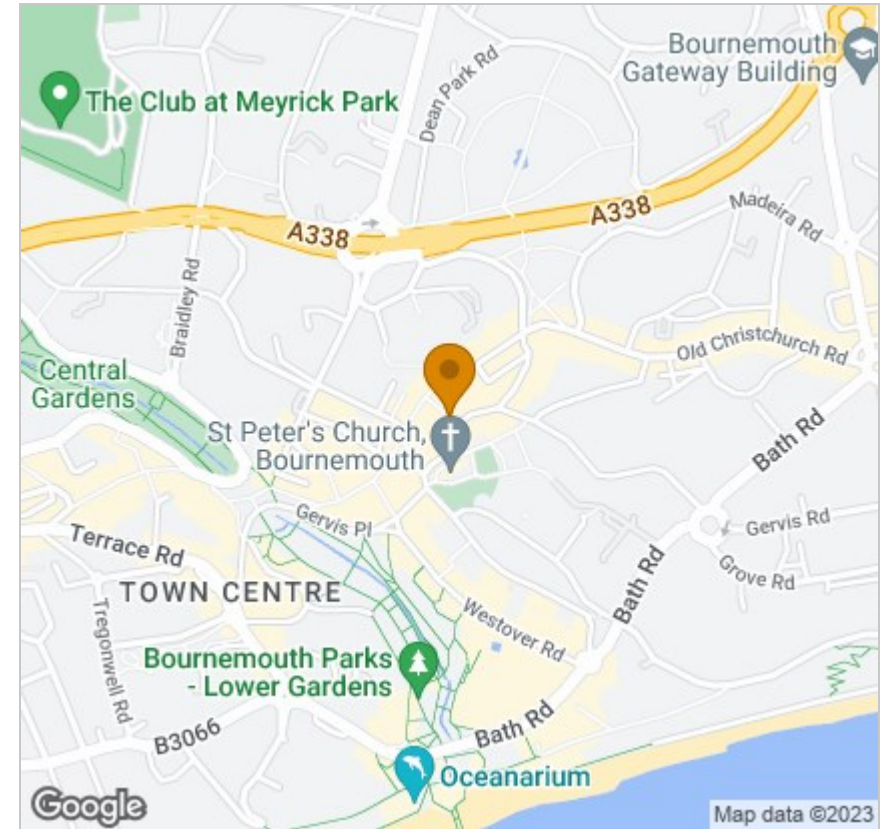 Bournemouth
Gateway Building
Dean Park Rd
The Club at Meyrick Park
Madeira Rd
A338
A338
Braidley Rd
Old Christchurch Rd
Central
Gardens
St Peter's Church,
Bournemouth
Bath Rd
Gervis Pl
Gervis Rd
Terrace Rd
Grove Rd
TOWN CENTRE
Bath Rd
Westover Rd
Tregonwell Rd
Bournemouth Parks
- Lower Gardens
B3066
Bath Rd
Oceanarium
Google
Map data ©2023